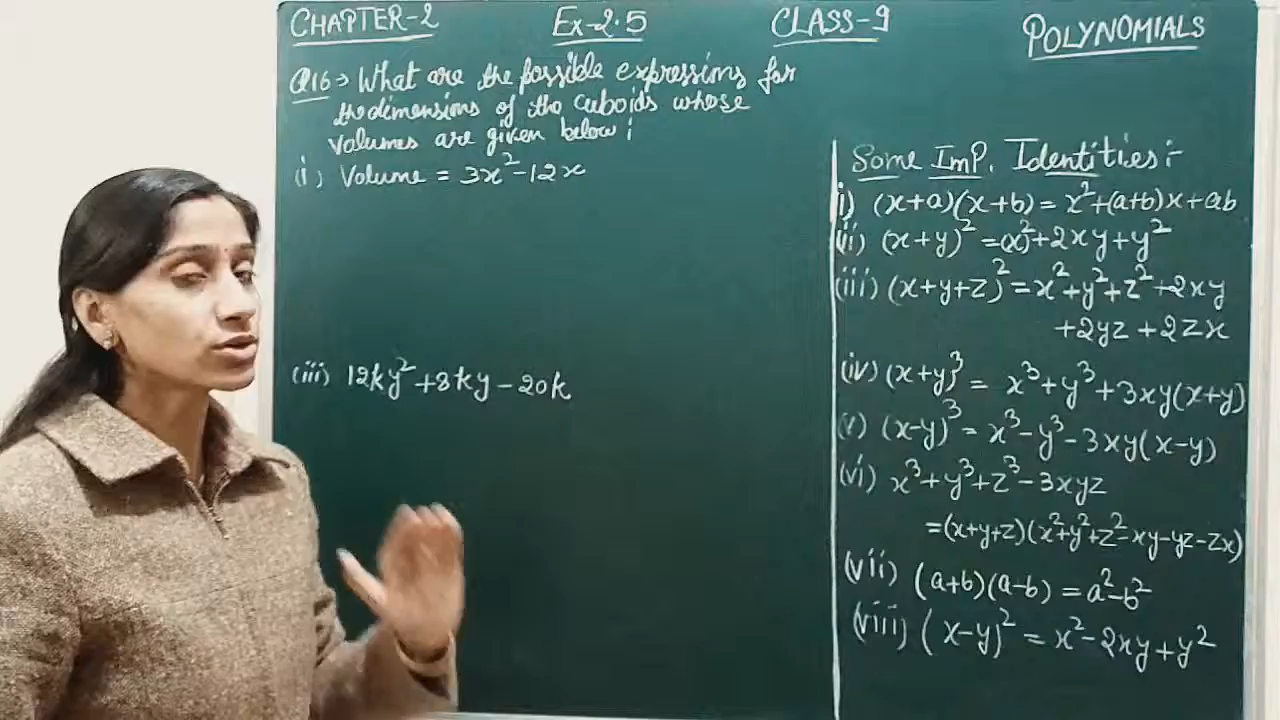 CHAPTER-2 Ex-2.5 CLASS-9 POLYNOMIALS
Q16→ What are the possible expressions for
the dimensions of the cuboids whose
volumes are given below:
(i) Volume = 3x²-12x
(iii) 12ky²+8ky-20k
Some Imp. Identities:-
i) (x+a)(x+b) = x²+(a+b)x+ab
(ii) (x+y)² = (x)²+2xy+y²
(iii) (x+y+z)² = x²+y²+z²+2xy
+2yz+2zx
(iv) (x+y)³ = x³+y³+3xy(x+y)
(v) (x-y)³ = x³-y³-3xy(x-y)
(vi) x³+y³+z³-3xyz
=(x+y+z)(x²+y²+z²-xy-yz-zx)
(vii) (a+b)(a-b) = a²-b²
(viii) (x-y)² = x²-2xy+y²